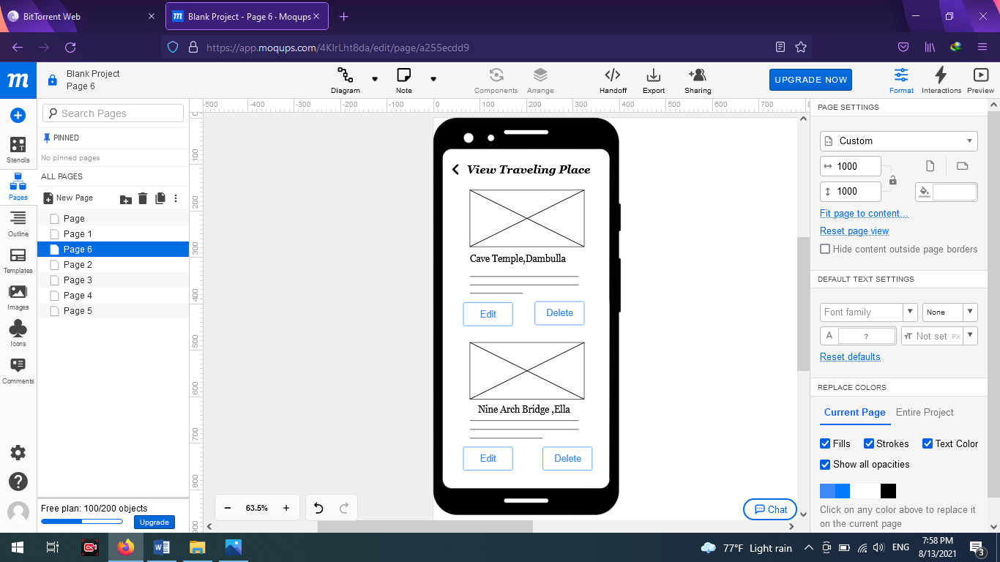 BitTorrent Web
Blank Project - Page 6 · Moqups
https://app.moqups.com/4KIrLht8da/edit/page/a255ecdd9
m
Blank Project
Page 6
Diagram
Note
Components
Arrange
Handoff
Export
Sharing
UPGRADE NOW
Format
Interactions
Preview
Stencils
Pages
Outline
Templates
Images
Icons
Comments
Search Pages
PINNED
No pinned pages
ALL PAGES
New Page
Page
Page 1
Page 6
Page 2
Page 3
Page 4
Page 5
Free plan: 100/200 objects
Upgrade
-500 -400 -300 -200 -100 0 100 200 300 400 500 600 700
0
100
200
300
400
500
600
700
800
900
View Traveling Place
Cave Temple,Dambulla
Edit Delete
Nine Arch Bridge ,Ella
Edit Delete
63.5%
Chat
PAGE SETTINGS
Custom
1000
1000
Fit page to content...
Reset page view
Hide content outside page borders
DEFAULT TEXT SETTINGS
Font family
None
A ?
Not set PX
Reset defaults
REPLACE COLORS
Current Page Entire Project
Fills Strokes Text Color
Show all opacities
Click on any color above to replace it
on the current page
77°F Light rain
ENG
7:58 PM
8/13/2021
3